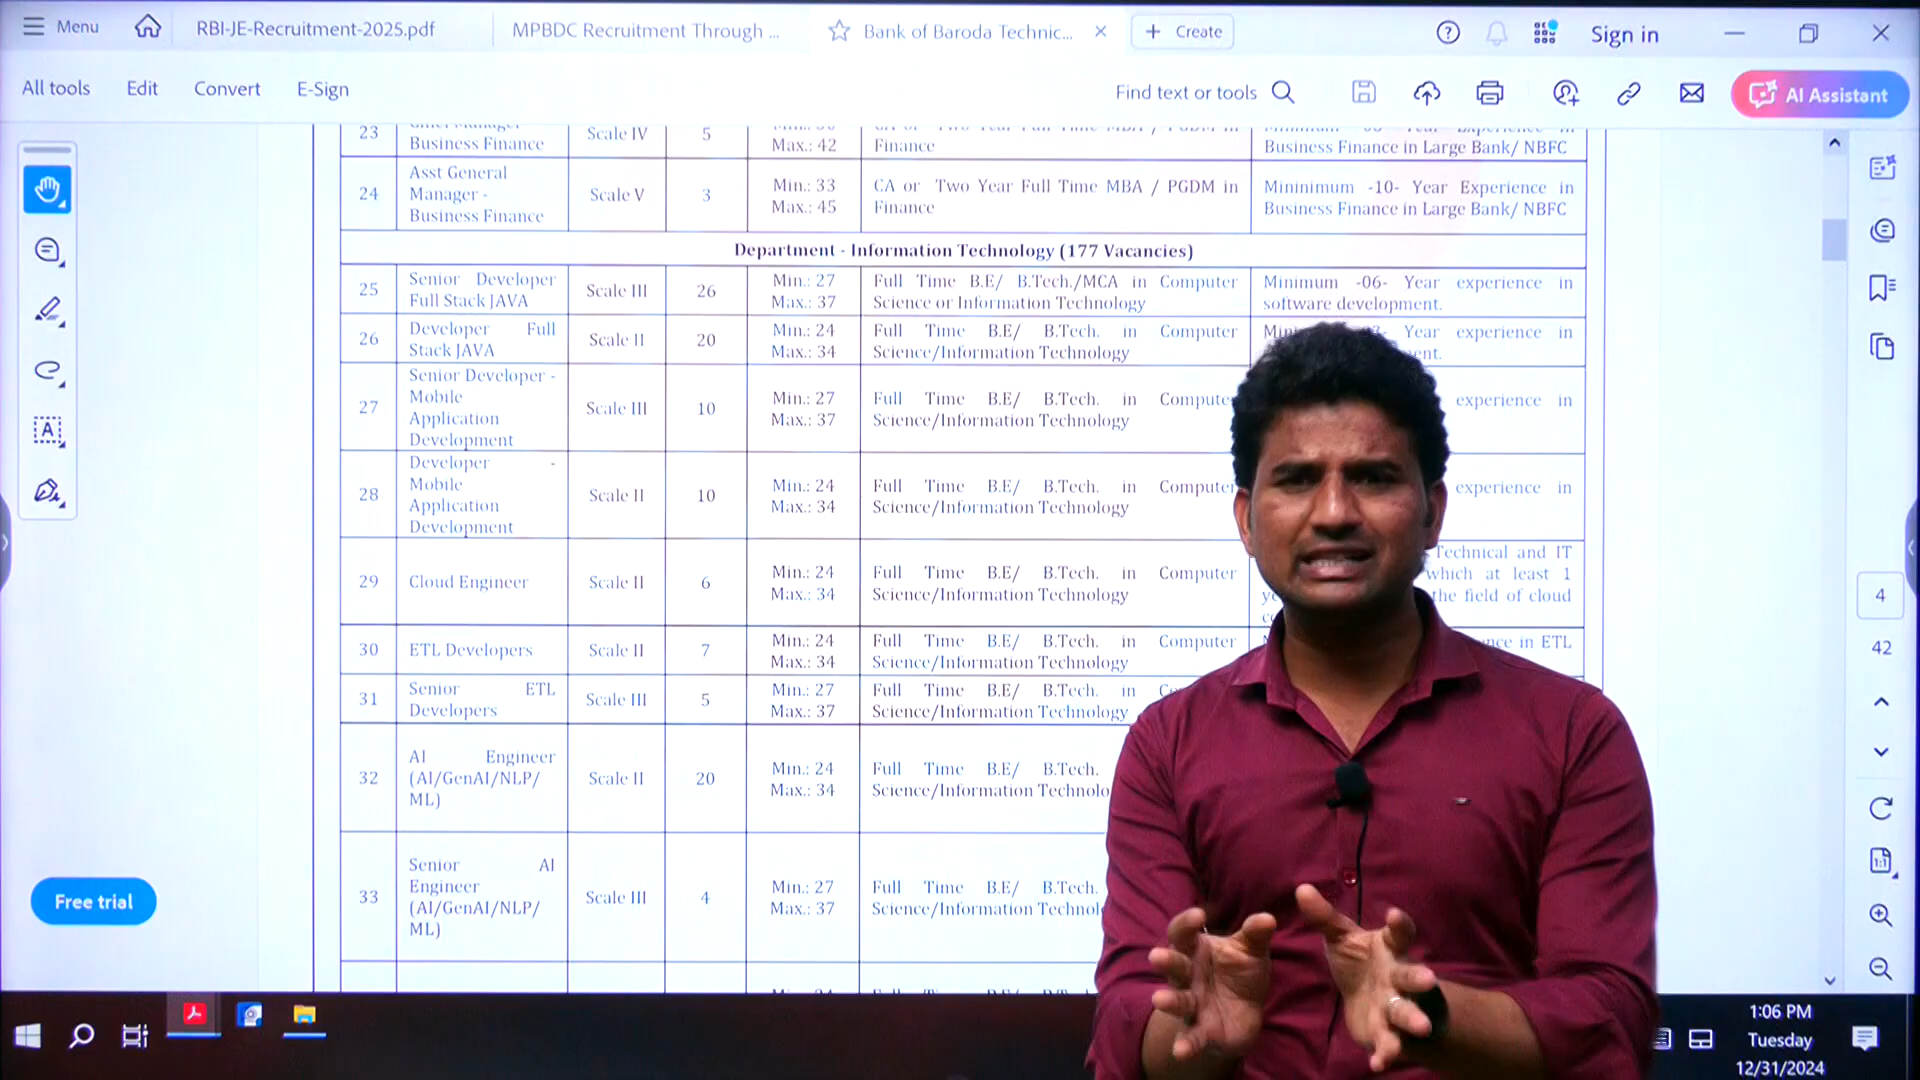 Menu
RBI-JE-Recruitment-2025.pdf
MPBDC Recruitment Through ...
Bank of Baroda Technic...
Create
Sign in
All tools
Edit
Convert
E-Sign
Find text or tools
AI Assistant
23
Business Finance
Scale IV
5
Max.: 42
Finance
Business Finance in Large Bank/ NBFC
24
Asst General
Manager -
Business Finance
Scale V
3
Min.: 33
Max.: 45
CA or Two Year Full Time MBA / PGDM in
Finance
Mininimum -10- Year Experience in
Business Finance in Large Bank/ NBFC
Department - Information Technology (177 Vacancies)
25
Senior Developer
Full Stack JAVA
Scale III
26
Min.: 27
Max.: 37
Full Time B.E/ B.Tech./MCA in Computer
Science or Information Technology
Minimum -06- Year experience in
software development.
26
Developer Full
Stack JAVA
Scale II
20
Min.: 24
Max.: 34
Full Time B.E/ B.Tech. in Computer
Science/Information Technology
Year experience in
27
Senior Developer -
Mobile
Application
Development
Scale III
10
Min.: 27
Max.: 37
Full Time B.E/ B.Tech. in
Science/Information Technology
experience in
28
Developer -
Mobile
Application
Development
Scale II
10
Min.: 24
Max.: 34
Full Time B.E/ B.Tech. in Computer
Science/Information Technology
experience in
29
Cloud Engineer
Scale II
6
Min.: 24
Max.: 34
Full Time B.E/ B.Tech. in Computer
Science/Information Technology
Technical and IT
which at least 1
the field of cloud
30
ETL Developers
Scale II
7
Min.: 24
Max.: 34
Full Time B.E/ B.Tech. in Computer
Science/Information Technology
in ETL
31
Senior ETL
Developers
Scale III
5
Min.: 27
Max.: 37
Full Time B.E/ B.Tech. in
Science/Information Technology
32
AI Engineer
(AI/GenAI/NLP/
ML)
Scale II
20
Min.: 24
Max.: 34
Full Time B.E/ B.Tech.
Science/Information
33
Senior AI
Engineer
(AI/GenAI/NLP/
ML)
Scale III
4
Min.: 27
Max.: 37
Full Time B.E/ B.Tech.
Science/Information
4
42
Free trial
1:06 PM
Tuesday
12/31/2024